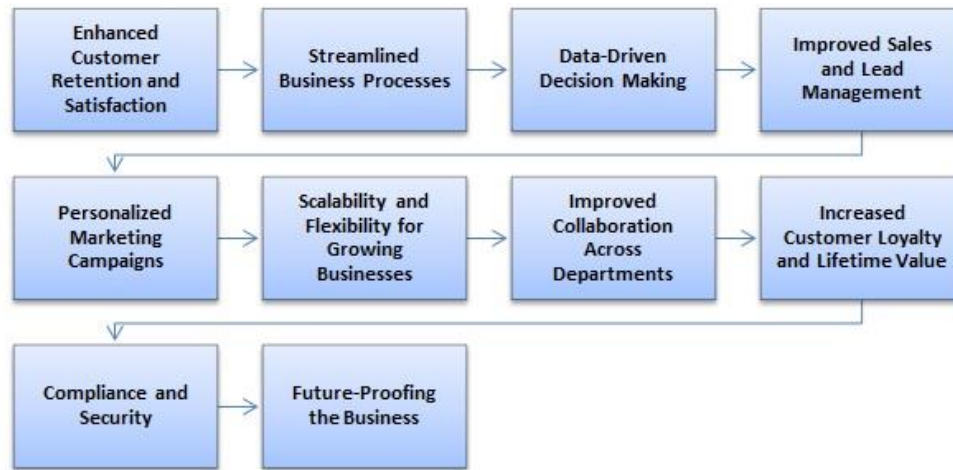 Enhanced
Customer
Retention and
Satisfaction
Streamlined
Business Processes
Data-Driven
Decision Making
Improved Sales
and Lead
Management
Personalized
Marketing
Campaigns
Scalability and
Flexibility for
Growing
Businesses
Improved
Collaboration
Across
Departments
Increased
Customer Loyalty
and Lifetime Value
Compliance and
Security
Future-Proofing
the Business